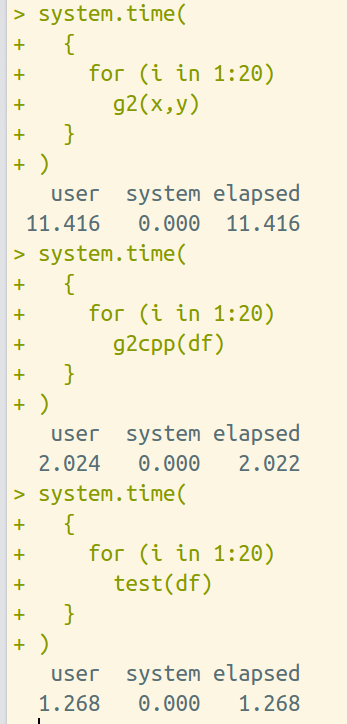 > system.time(
+   {
+     for (i in 1:20)
+       g2(x,y)
+   }
+ )
   user  system elapsed
 11.416   0.000  11.416
> system.time(
+   {
+     for (i in 1:20)
+       g2cpp(df)
+   }
+ )
   user  system elapsed
  2.024   0.000   2.022
> system.time(
+   {
+     for (i in 1:20)
+       test(df)
+   }
+ )
   user  system elapsed
  1.268   0.000   1.268